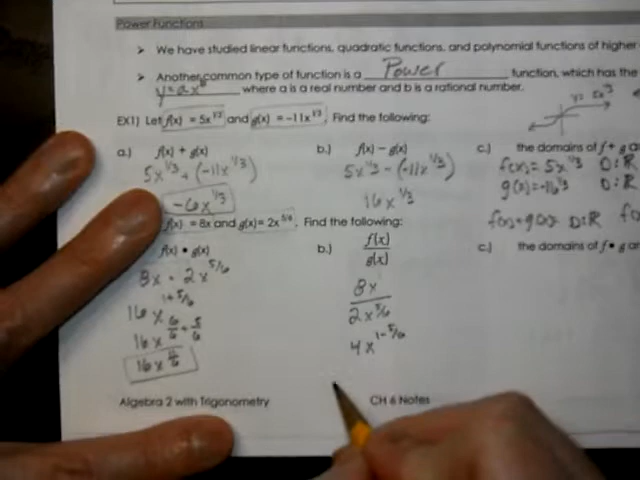 Power Functions
➢ We have studied linear functions, quadratic functions, and polynomial functions of higher
➢ Another common type of function is a Power function, which has the
y=ax^b where a is a real number and b is a rational number.
EX1) Let f(x) = 5x^1/3 and g(x) = -11x^1/3. Find the following:
a.) f(x) + g(x) b.) f(x) - g(x) c.) the domains of f + g a
5x^1/3 + (-11x^1/3) 5x^1/3 - (-11x^1/3) f(x) = 5x^1/3 D: R
g(x) = -11^1/3 D: R
-6x^1/3 16x^1/3
f(x) + g(x) D: R
f(x) = 8x and g(x) = 2x^5/6. Find the following:
f(x) • g(x) b.) f(x)/g(x) c.) the domains of f • g a
8x · 2x^5/6 8x/2x^5/6
16x^1+5/6 4x^1-5/6
16x^6/6+5/6
Algebra 2 with Trigonometry CH 6 Notes